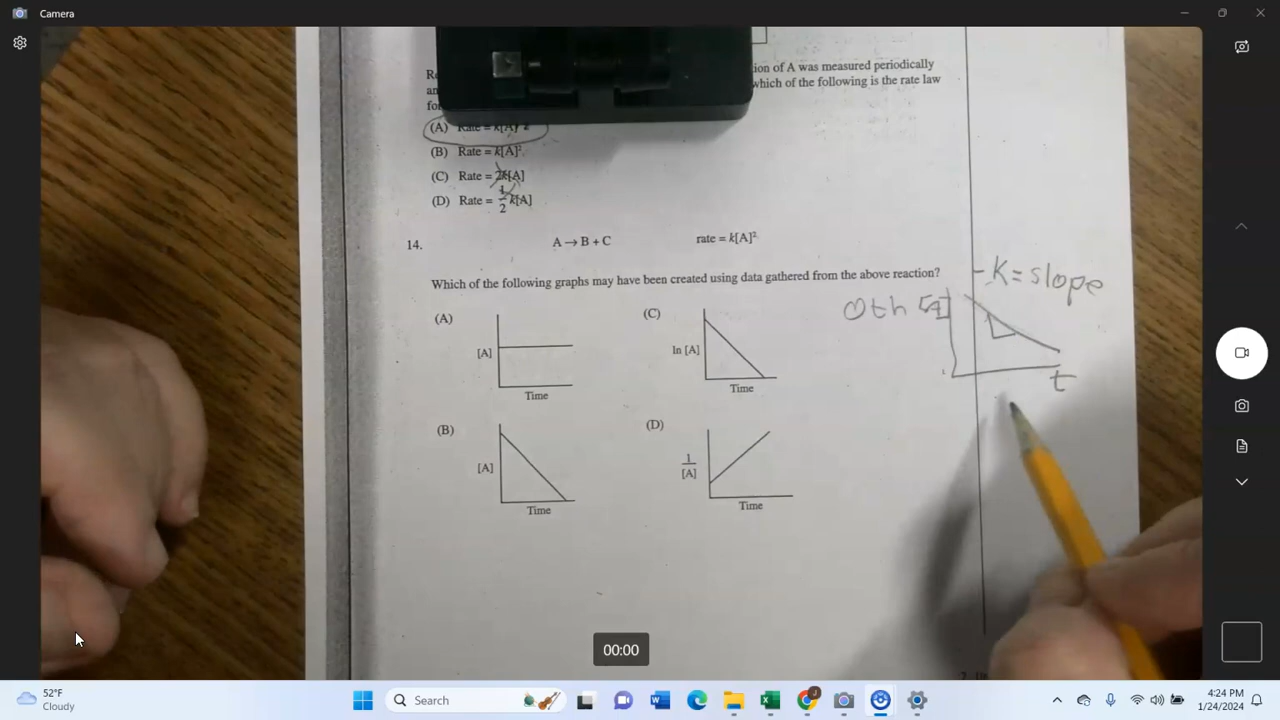 Camera
ion of A was measured periodically
which of the following is the rate law
(A) Rate = k[A]
(B) Rate = k[A]².
(C) Rate = 2k[A]
(D) Rate = 1/2 k[A]
14. A → B + C rate = k[A]²
Which of the following graphs may have been created using data gathered from the above reaction?
-K = slope
0th [A]
t
(A)
[A]
Time
(C)
ln [A]
Time
(B)
[A]
Time
(D)
1/[A]
Time
00:00
52°F
Cloudy
Search
4:24 PM
1/24/2024